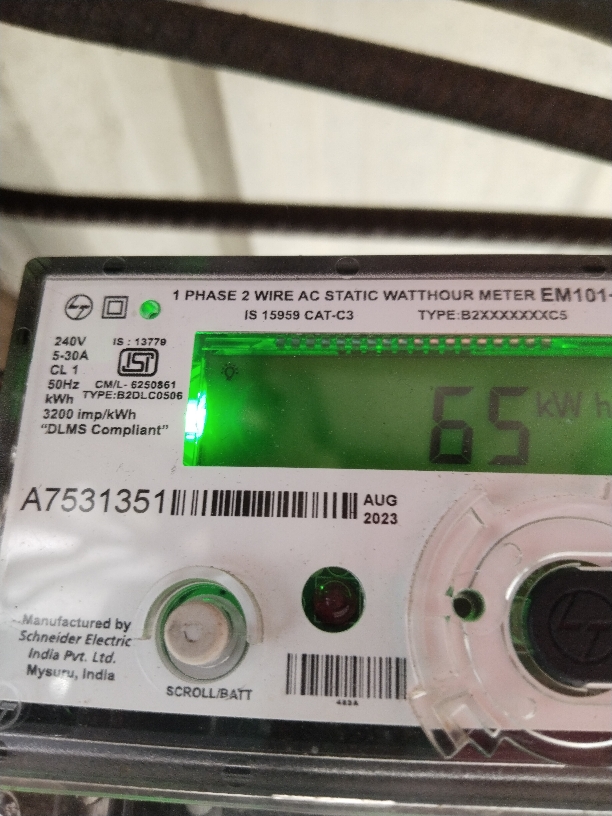 1 PHASE 2 WIRE AC STATIC WATTHOUR METER EM101-
IS 15959 CAT-C3 TYPE:B2XXXXXXXC5
240V IS : 13779
5-30A
CL 1
50Hz CM/L- 6250861
kWh TYPE:B2DLC0506
3200 imp/kWh
"DLMS Compliant"
65 kW h
A7531351 AUG
2023
Manufactured by
Schneider Electric
India Pvt. Ltd.
Mysuru, India
SCROLL/BATT